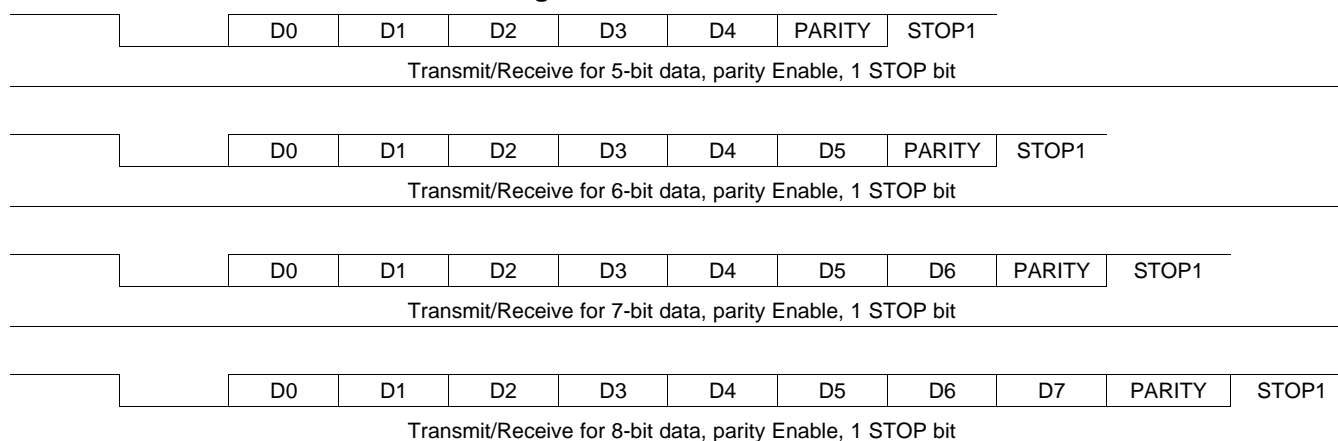 D0 D1 D2 D3 D4 PARITY STOP1
Transmit/Receive for 5-bit data, parity Enable, 1 STOP bit
D0 D1 D2 D3 D4 D5 PARITY STOP1
Transmit/Receive for 6-bit data, parity Enable, 1 STOP bit
D0 D1 D2 D3 D4 D5 D6 PARITY STOP1
Transmit/Receive for 7-bit data, parity Enable, 1 STOP bit
D0 D1 D2 D3 D4 D5 D6 D7 PARITY STOP1
Transmit/Receive for 8-bit data, parity Enable, 1 STOP bit